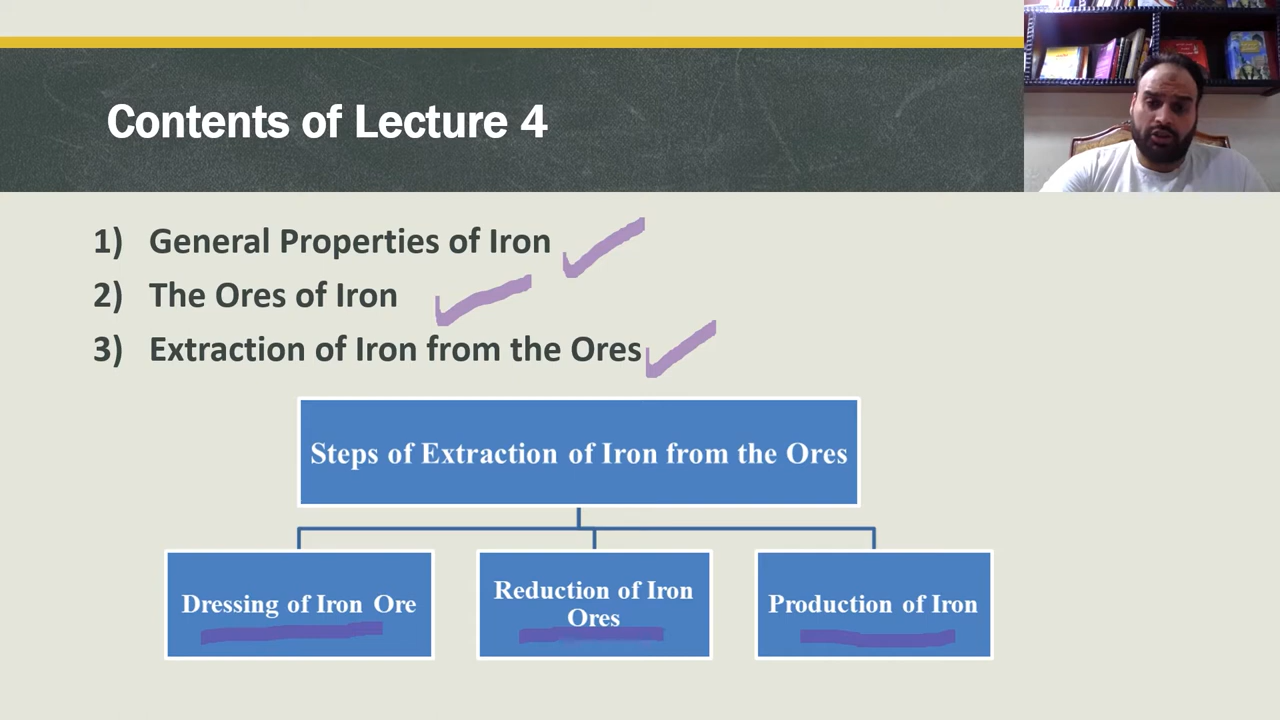 Contents of Lecture 4
1) General Properties of Iron
2) The Ores of Iron
3) Extraction of Iron from the Ores
Steps of Extraction of Iron from the Ores
Dressing of Iron Ore
Reduction of Iron
Ores
Production of Iron